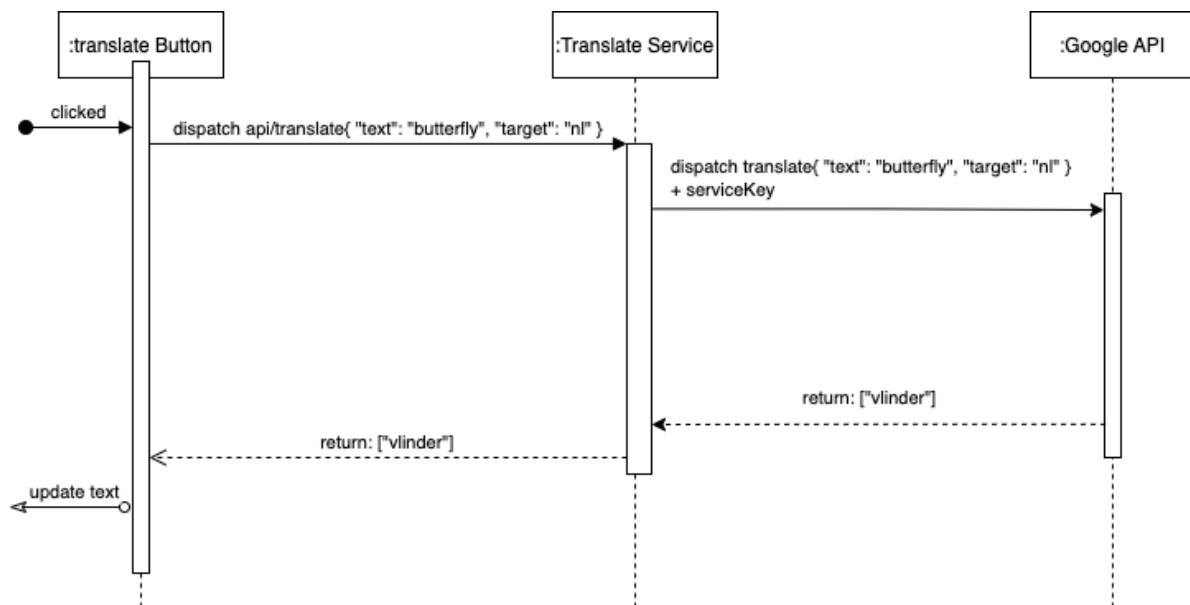 :translate Button
:Translate Service
:Google API
clicked
dispatch api/translate{ "text": "butterfly", "target": "nl" }
dispatch translate{ "text": "butterfly", "target": "nl" }
+ serviceKey
return: ["vlinder"]
return: ["vlinder"]
update text